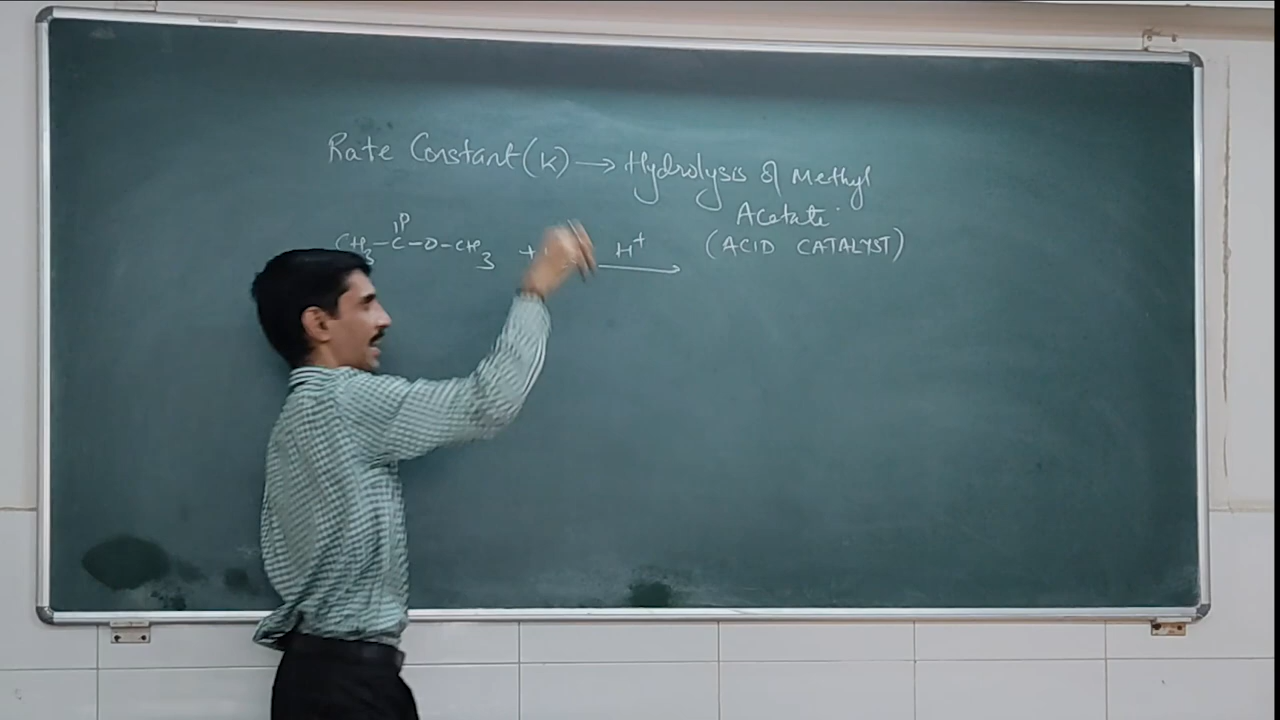 Rate Constant (K) → Hydrolysis of Methyl
Acetate
(ACID CATALYST)
CH3-C-O-CH3 + H+ →